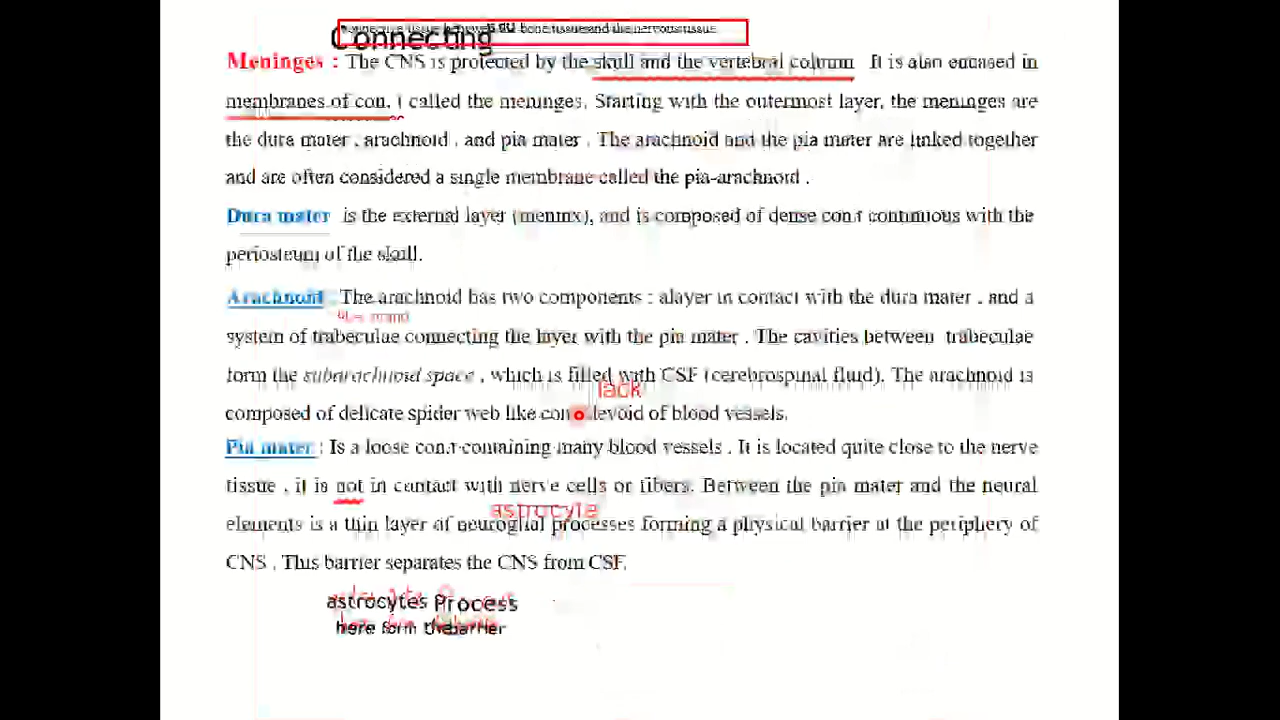 Connecting
bone tissue and the nervous tissue
Meninges : The CNS is protected by the skull and the vertebral column It is also encased in
membranes of con. t called the meninges. Starting with the outermost layer, the meninges are
the dura mater , arachnoid , and pia mater . The arachnoid and the pia mater are linked together
and are often considered a single membrane called the pia-arachnoid .
Dura mater is the external layer (meninx), and is composed of dense con.t continuous with the
periosteum of the skull.
Arachnoid : The arachnoid has two components : alayer in contact with the dura mater , and a
system of trabeculae connecting the layer with the pia mater . The cavities between trabeculae
form the subarachnoid space , which is filled with CSF (cerebrospinal fluid). The arachnoid is
lack
composed of delicate spider web like con devoid of blood vessels.
Pia mater : Is a loose con.t containing many blood vessels . It is located quite close to the nerve
tissue , it is not in contact with nerve cells or fibers. Between the pia mater and the neural
astrocyte
elements is a thin layer of neuroglial processes forming a physical barrier at the periphery of
CNS . This barrier separates the CNS from CSF.
astrocytes Process
here form the barrier